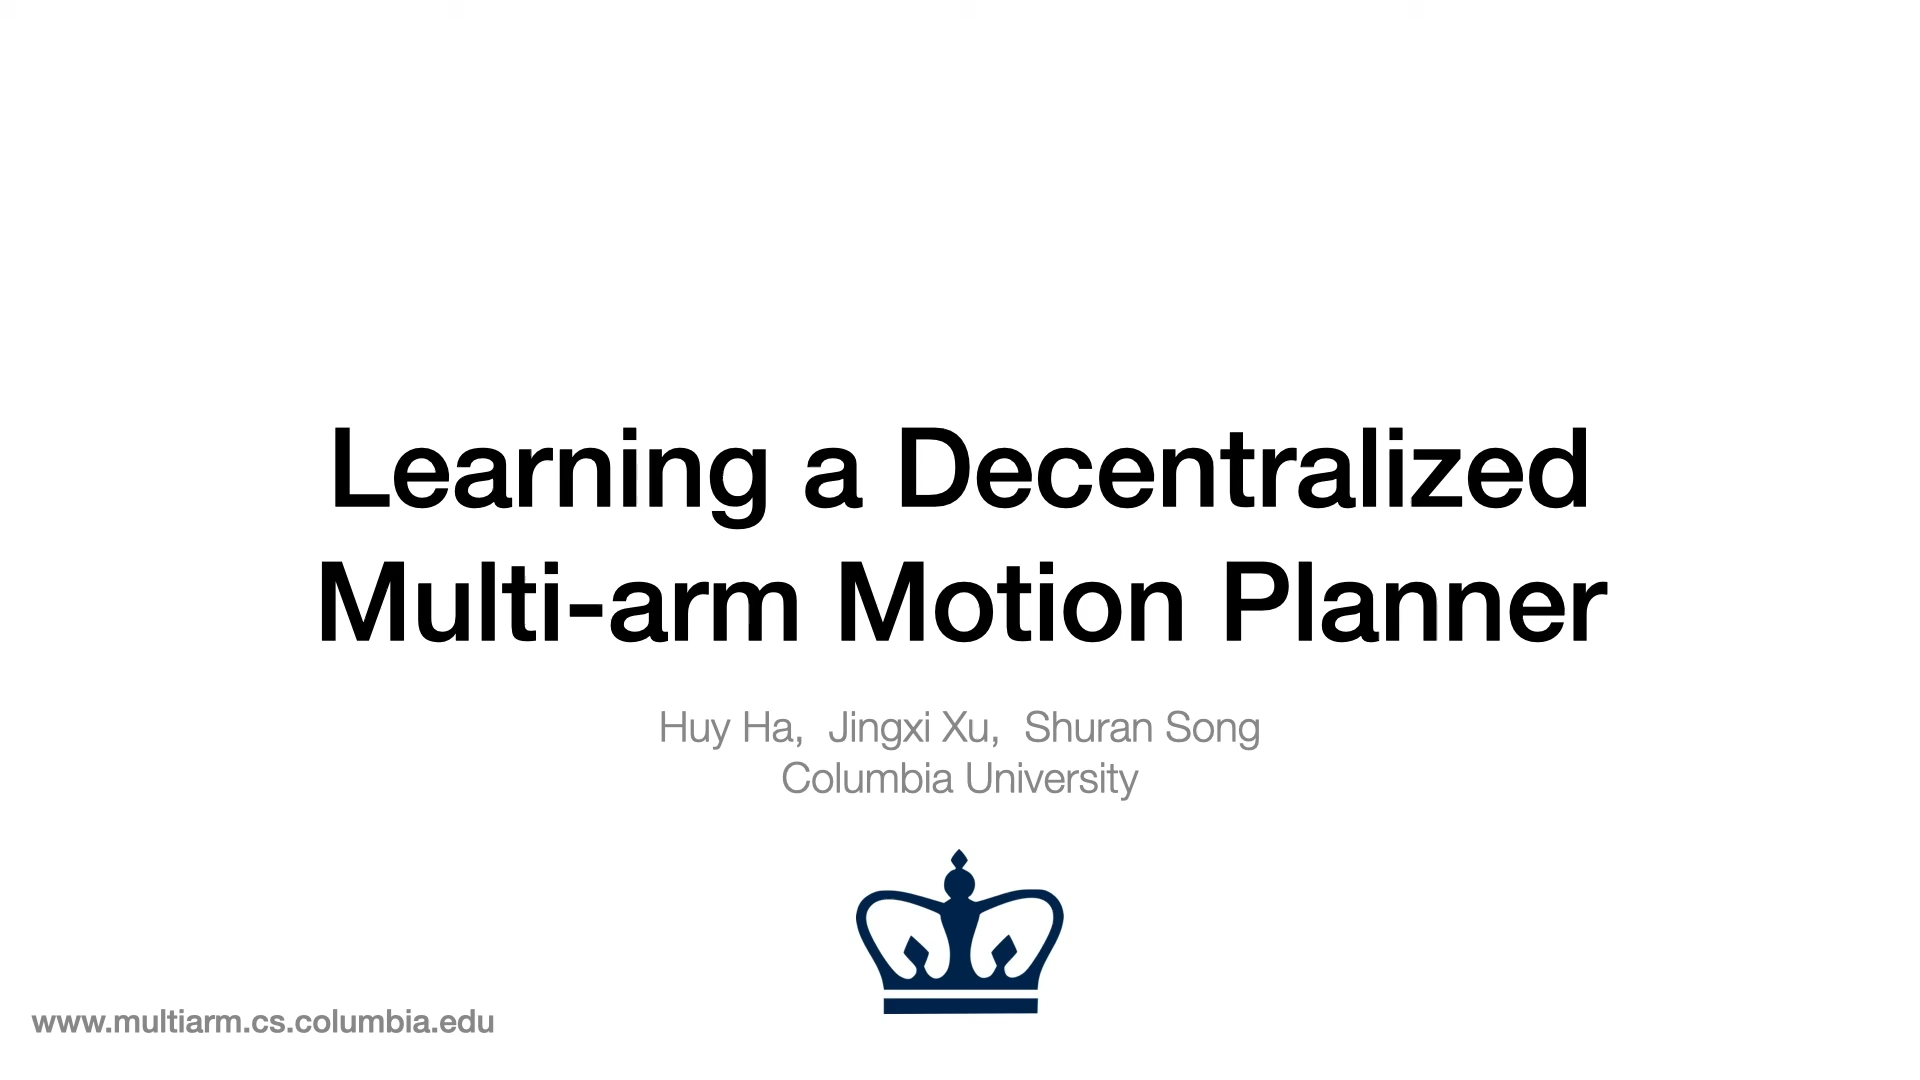 Learning a Decentralized
Multi-arm Motion Planner
Huy Ha, Jingxi Xu, Shuran Song
Columbia University
www.multiarm.cs.columbia.edu